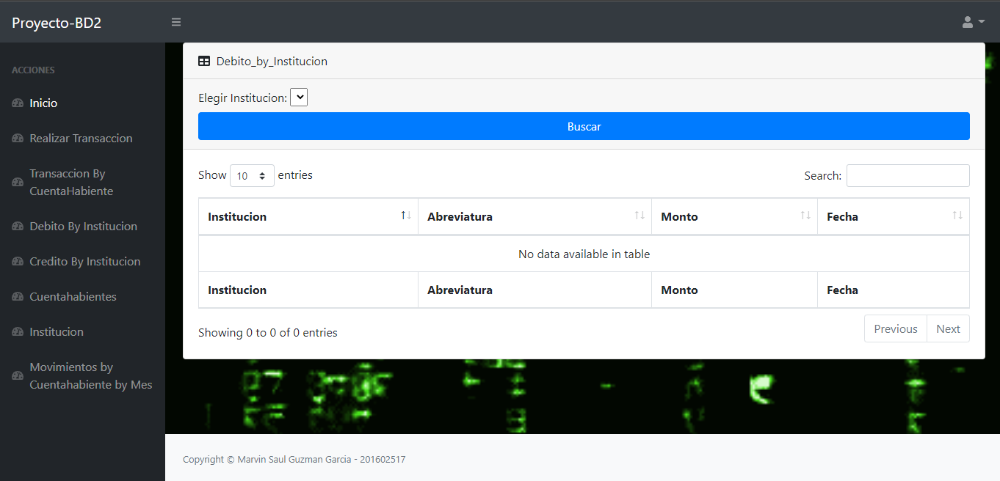 Proyecto-BD2
ACCIONES
Inicio
Realizar Transaccion
Transaccion By
CuentaHabiente
Debito By Institucion
Credito By Institucion
Cuentahabientes
Institucion
Movimientos by
Cuentahabiente by Mes
Debito_by_Institucion
Elegir Institucion:
Buscar
Show 10 entries
Search:
Institucion Abreviatura Monto Fecha
No data available in table
Institucion Abreviatura Monto Fecha
Showing 0 to 0 of 0 entries
Previous Next
Copyright © Marvin Saul Guzman Garcia - 201602517